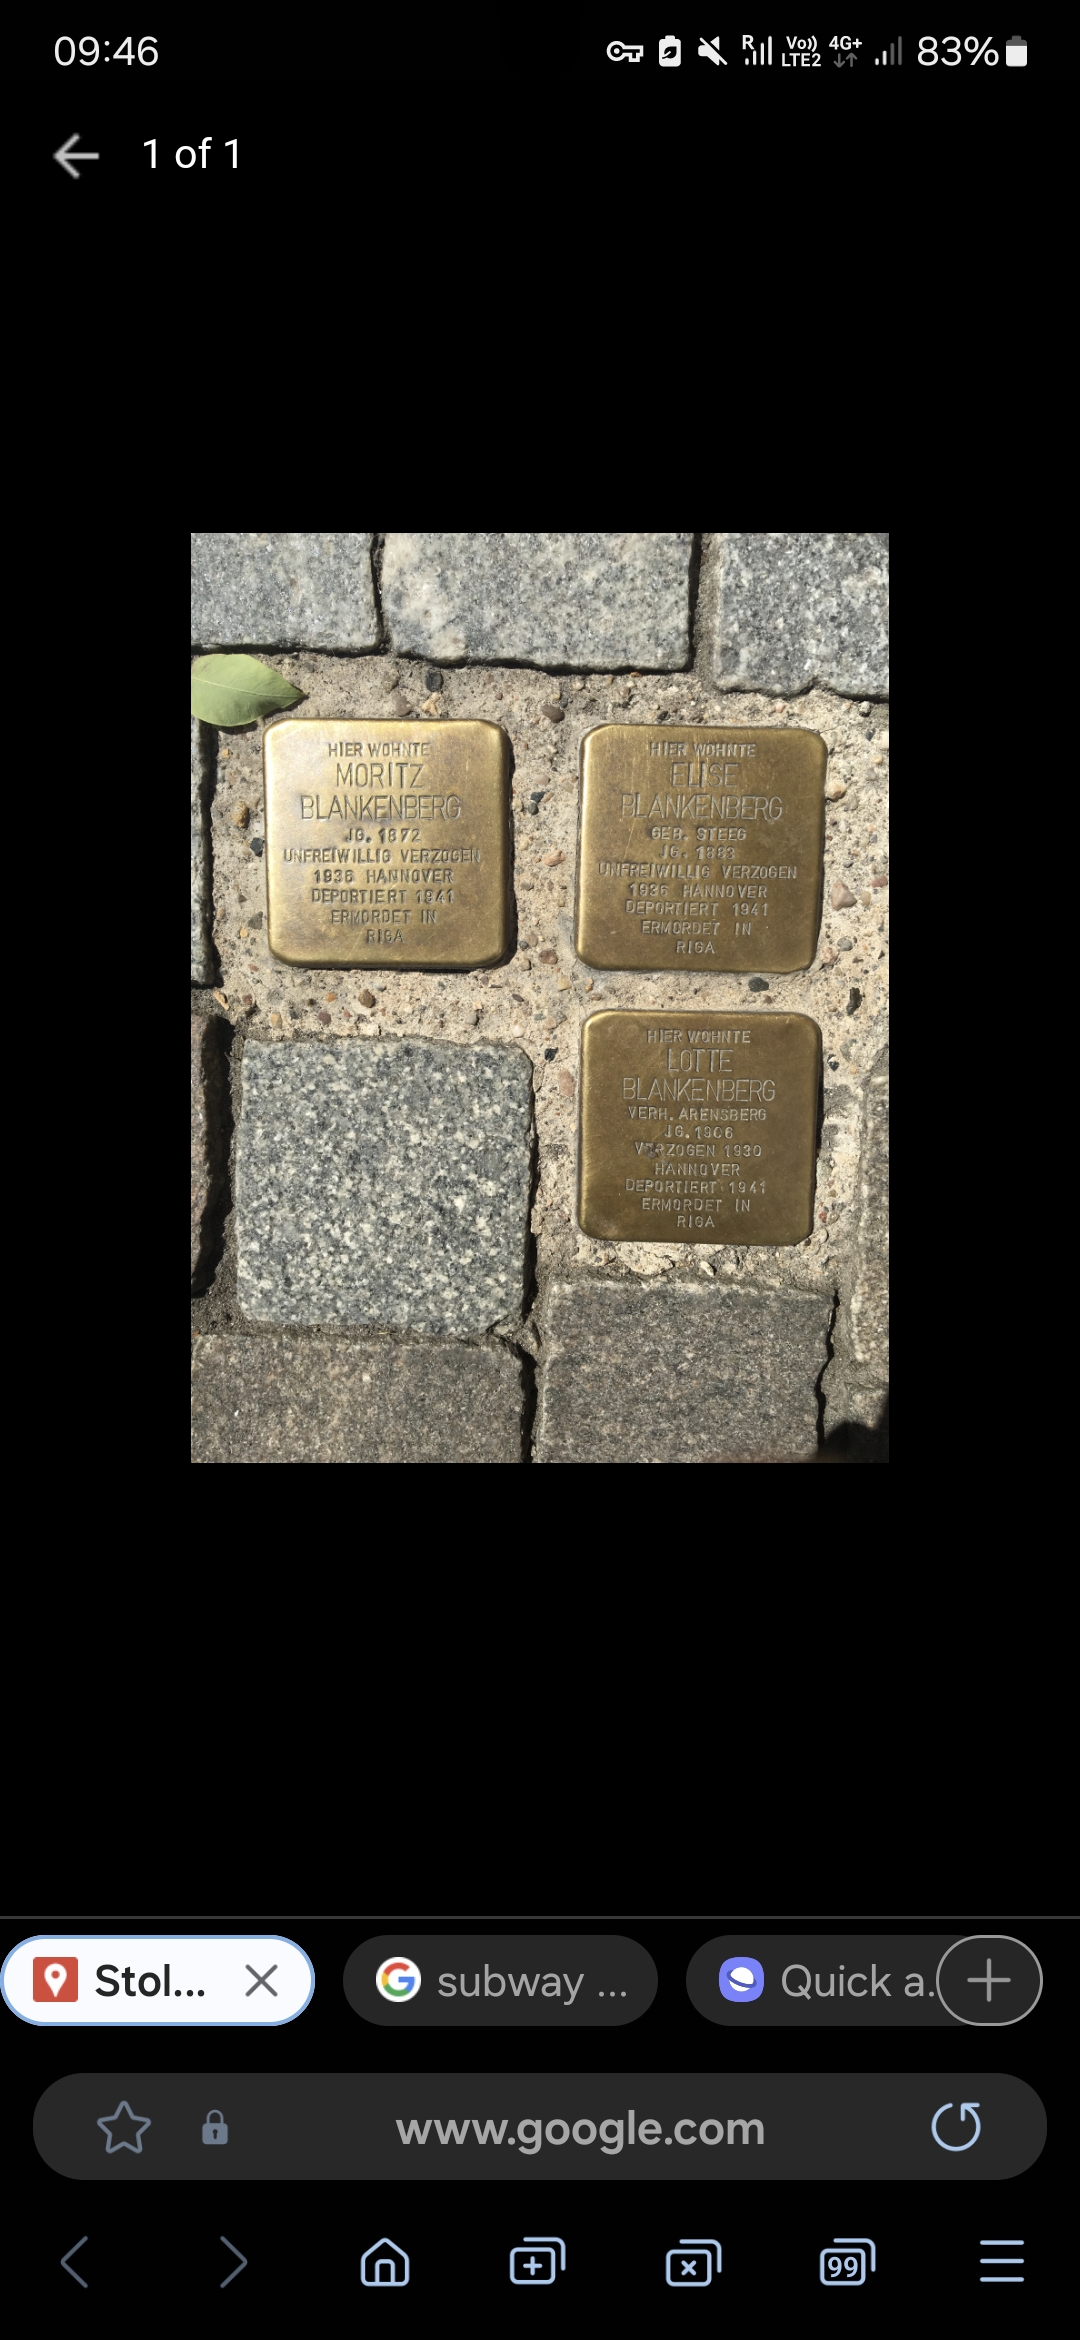 09:46
R
Vo))
LTE2
4G+
83%
1 of 1
HIER WOHNTE
MORITZ
BLANKENBERG
JG. 1872
UNFREIWILLIG VERZOGEN
1936 HANNOVER
DEPORTIERT 1941
ERMORDET IN
RIGA
HIER WOHNTE
ELISE
BLANKENBERG
GEB. STEEG
JG. 1883
UNFREIWILLIG VERZOGEN
1936 HANNOVER
DEPORTIERT 1941
ERMORDET IN
RIGA
HIER WOHNTE
LOTTE
BLANKENBERG
VERH. ARENSBERG
JG. 1906
VERZOGEN 1930
HANNOVER
DEPORTIERT 1941
ERMORDET IN
RIGA
Stol...
subway ...
Quick a.
www.google.com
99